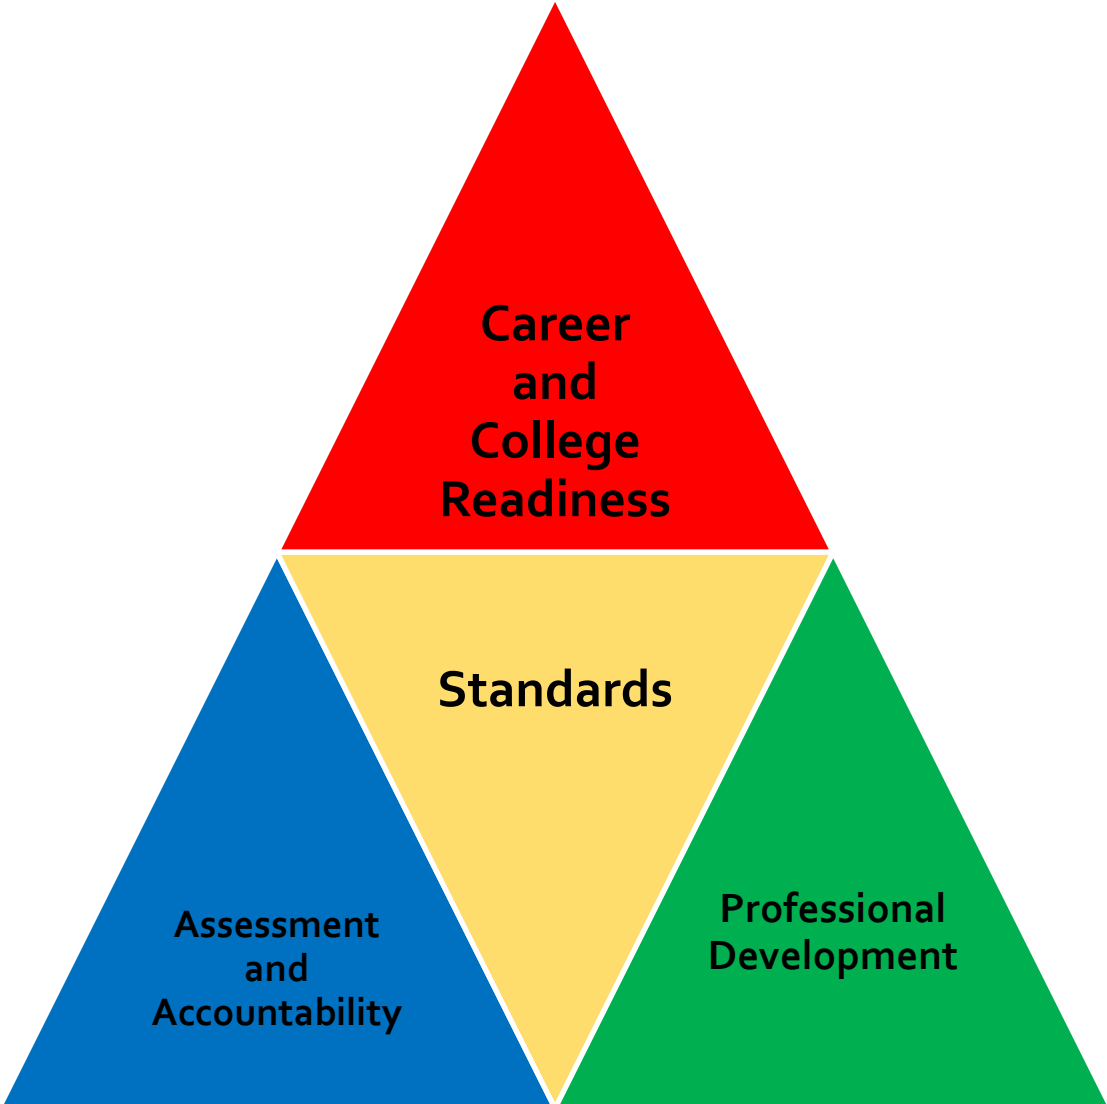 Career
and
College
Readiness
Standards
Assessment
and
Accountability
Professional
Development